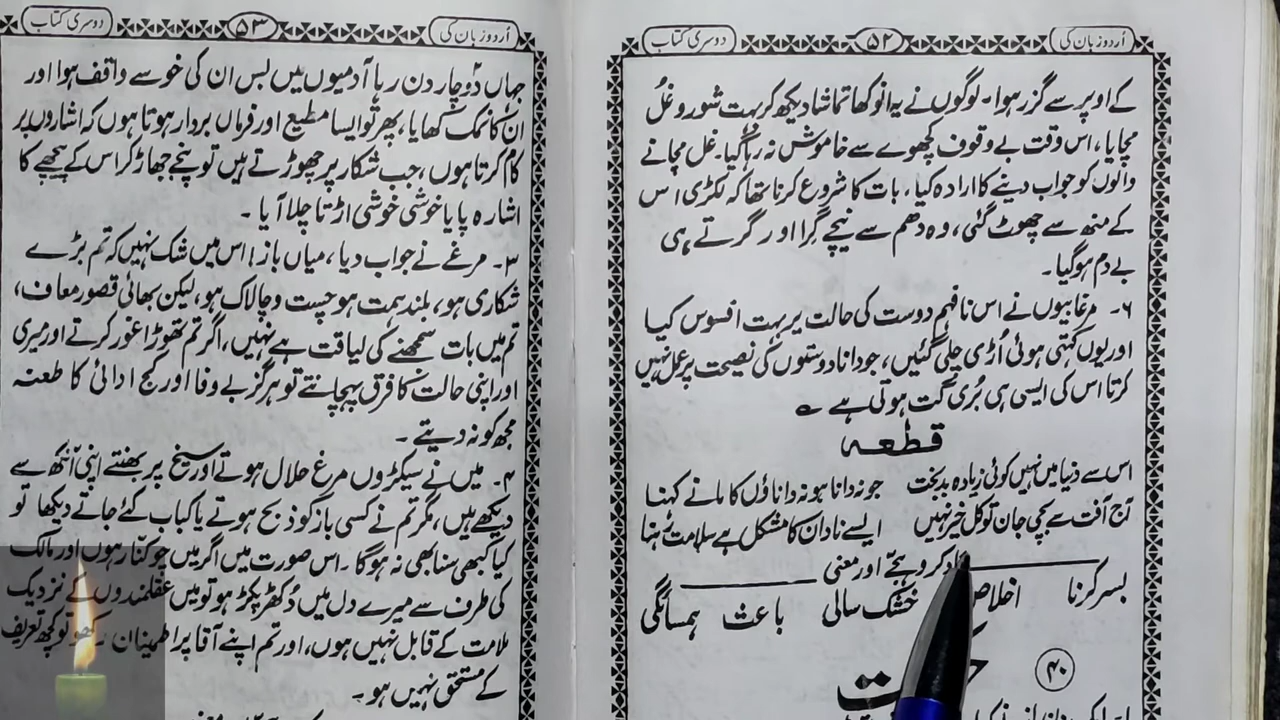 اُردو زبان کی ۵۲ دوسری کتاب
کے اوپر سے گزر ہوا۔ لوگوں نے یہ انوکھا تماشا دیکھ کر بہت شور و غُل
مچایا، اس وقت بے وقوف کچھوے سے خاموش نہ رہا گیا۔ غل مچانے
والوں کو جواب دینے کا ارادہ کیا، بات کا شروع کرنا تھا کہ لکڑی اس
کے منھ سے چھوٹ گئی، وہ دھم سے نیچے گرا اور گرتے ہی
بے دم ہو گیا۔
۶۔ مرغابیوں نے اس نا فہم دوست کی حالت پر بہت افسوس کیا
اور یوں کہتی ہوئی اُڑی چلی گئیں، جو دانا دوستوں کی نصیحت پر عمل نہیں
کرتا اس کی ایسی ہی بُری گت ہوتی ہے ؎
قطعہ
اس سے دنیا میں نہیں کوئی زیادہ بدبخت جو نہ دانا ہو نہ داناؤں کا مانے کہنا
آج آفت سے بچی جان تو کل خیر نہیں ایسے نادان کا مشکل ہے سلامت رہنا
یاد کرو ہجّے اور معنی
بسر کرنا اخلاص خشک سالی باعث ہمسائگی
۴۰
اُردو زبان کی ۵۳ دوسری کتاب
جہاں دو چار دن رہا آدمیوں میں بس ان کی خو سے واقف ہوا اور
ان کا نمک کھایا، پھر تو ایسا مطیع اور فرماں بردار ہوتا ہوں کہ اشاروں پر
کام کرتا ہوں، جب شکار پر چھوڑتے ہیں تو پنجے جھاڑ کر اس کے پیچھے کا
اشارہ پایا خوشی خوشی اڑتا چلا آیا۔
۳۔ مرغے نے جواب دیا، میاں باز! اس میں شک نہیں کہ تم بڑے
شکاری ہو، بلند ہمت ہو چست و چالاک ہو، لیکن بھائی قصور معاف،
تم میں بات سمجھنے کی لیاقت ہے نہیں، اگر تم تھوڑا غور کرتے اور میری
اور اپنی حالت کا فرق پہچانتے تو ہرگز بے وفا اور کج ادائی کا طعنہ
مجھ کو نہ دیتے۔
۴۔ میں نے سیکڑوں مرغ حلال ہوتے اور سیخ پر بھنتے اپنی آنکھ سے
دیکھے ہیں، مگر تم نے کسی باز کو ذبح ہوتے یا کباب کئے جاتے دیکھا تو
کیا کبھی سنا بھی نہ ہوگا۔ اس صورت میں اگر میں چوکنّا رہوں اور مالک
کی طرف سے میرے دل میں دُکھڑ پکڑ ہو تو میں عقلمندوں کے نزدیک
ملامت کے قابل نہیں ہوں، اور تم اپنے آقا پر اطمینان رکھو تو کچھ تعریف
کے مستحق نہیں ہو۔